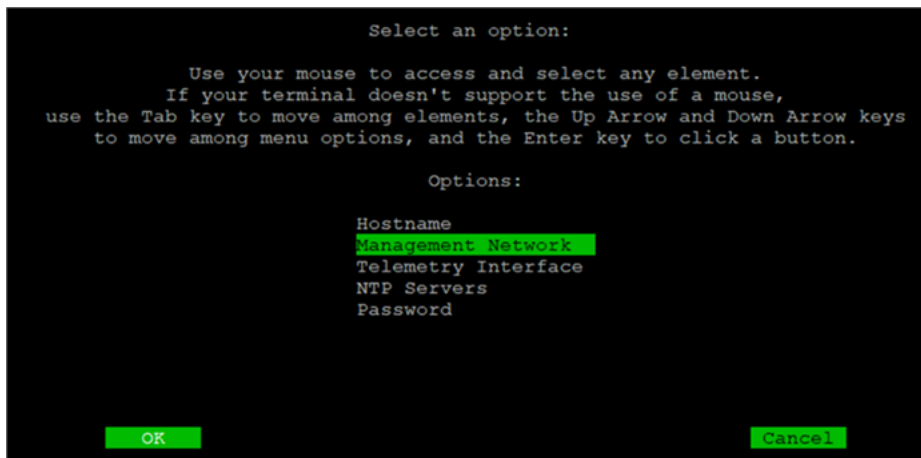 Select an option:
Use your mouse to access and select any element.
If your terminal doesn't support the use of a mouse,
use the Tab key to move among elements, the Up Arrow and Down Arrow keys
to move among menu options, and the Enter key to click a button.
Options:
Hostname
Management Network
Telemetry Interface
NTP Servers
Password
OK
Cancel